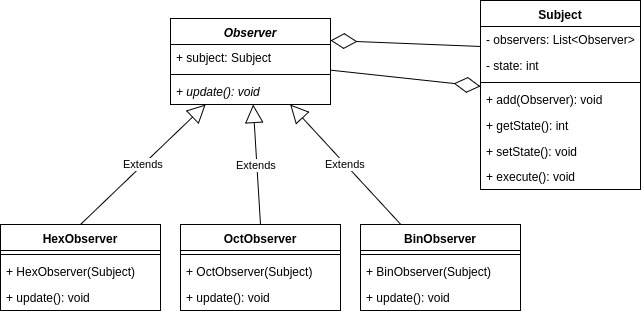 Observer
+ subject: Subject
+ update(): void
Subject
- observers: List<Observer>
- state: int
+ add(Observer): void
+ getState(): int
+ setState(): void
+ execute(): void
Extends
Extends
Extends
HexObserver
+ HexObserver(Subject)
+ update(): void
OctObserver
+ OctObserver(Subject)
+ update(): void
BinObserver
+ BinObserver(Subject)
+ update(): void